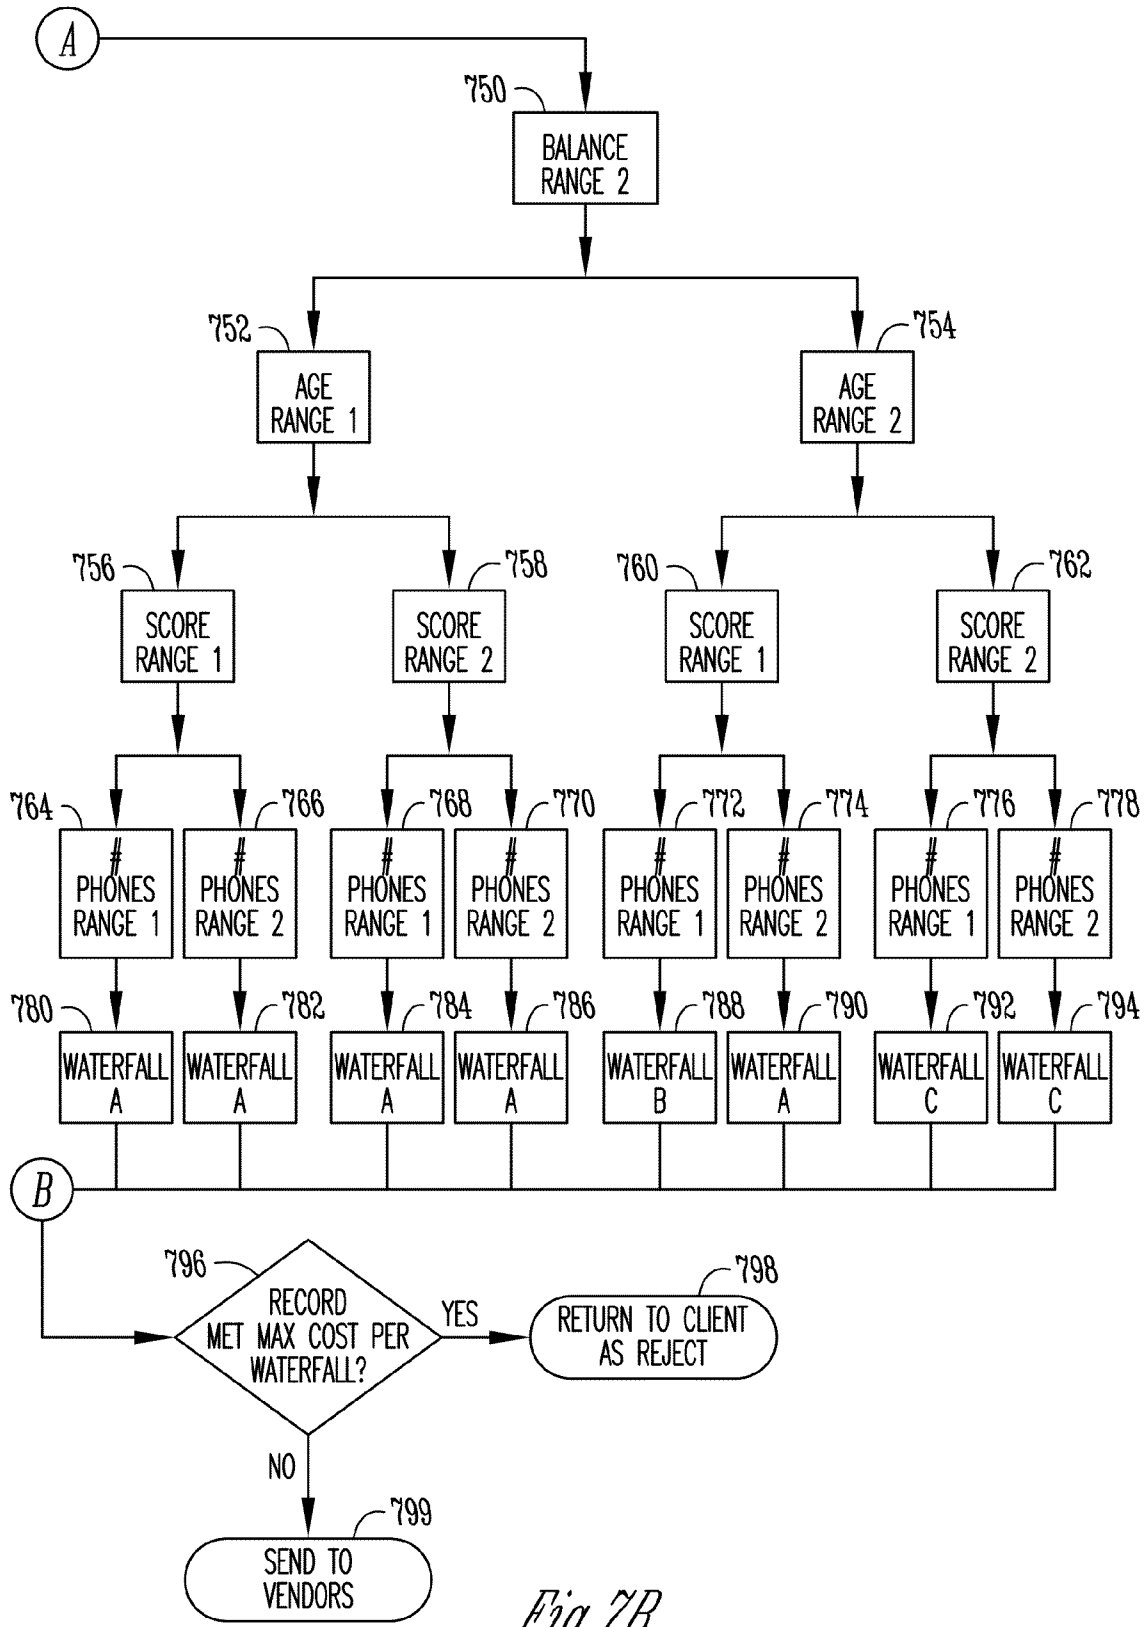 A
750
BALANCE
RANGE 2
752
754
AGE
RANGE 1
AGE
RANGE 2
756
758
760
762
SCORE
RANGE 1
SCORE
RANGE 2
SCORE
RANGE 1
SCORE
RANGE 2
764
766
768
770
772
774
776
778
#
PHONES
RANGE 1
#
PHONES
RANGE 2
#
PHONES
RANGE 1
#
PHONES
RANGE 2
#
PHONES
RANGE 1
#
PHONES
RANGE 2
#
PHONES
RANGE 1
#
PHONES
RANGE 2
780
782
784
786
788
790
792
794
WATERFALL
A
WATERFALL
A
WATERFALL
A
WATERFALL
A
WATERFALL
B
WATERFALL
A
WATERFALL
C
WATERFALL
C
B
796
RECORD
MET MAX COST PER
WATERFALL?
YES
798
RETURN TO CLIENT
AS REJECT
NO
799
SEND TO
VENDORS
Fig. 7B